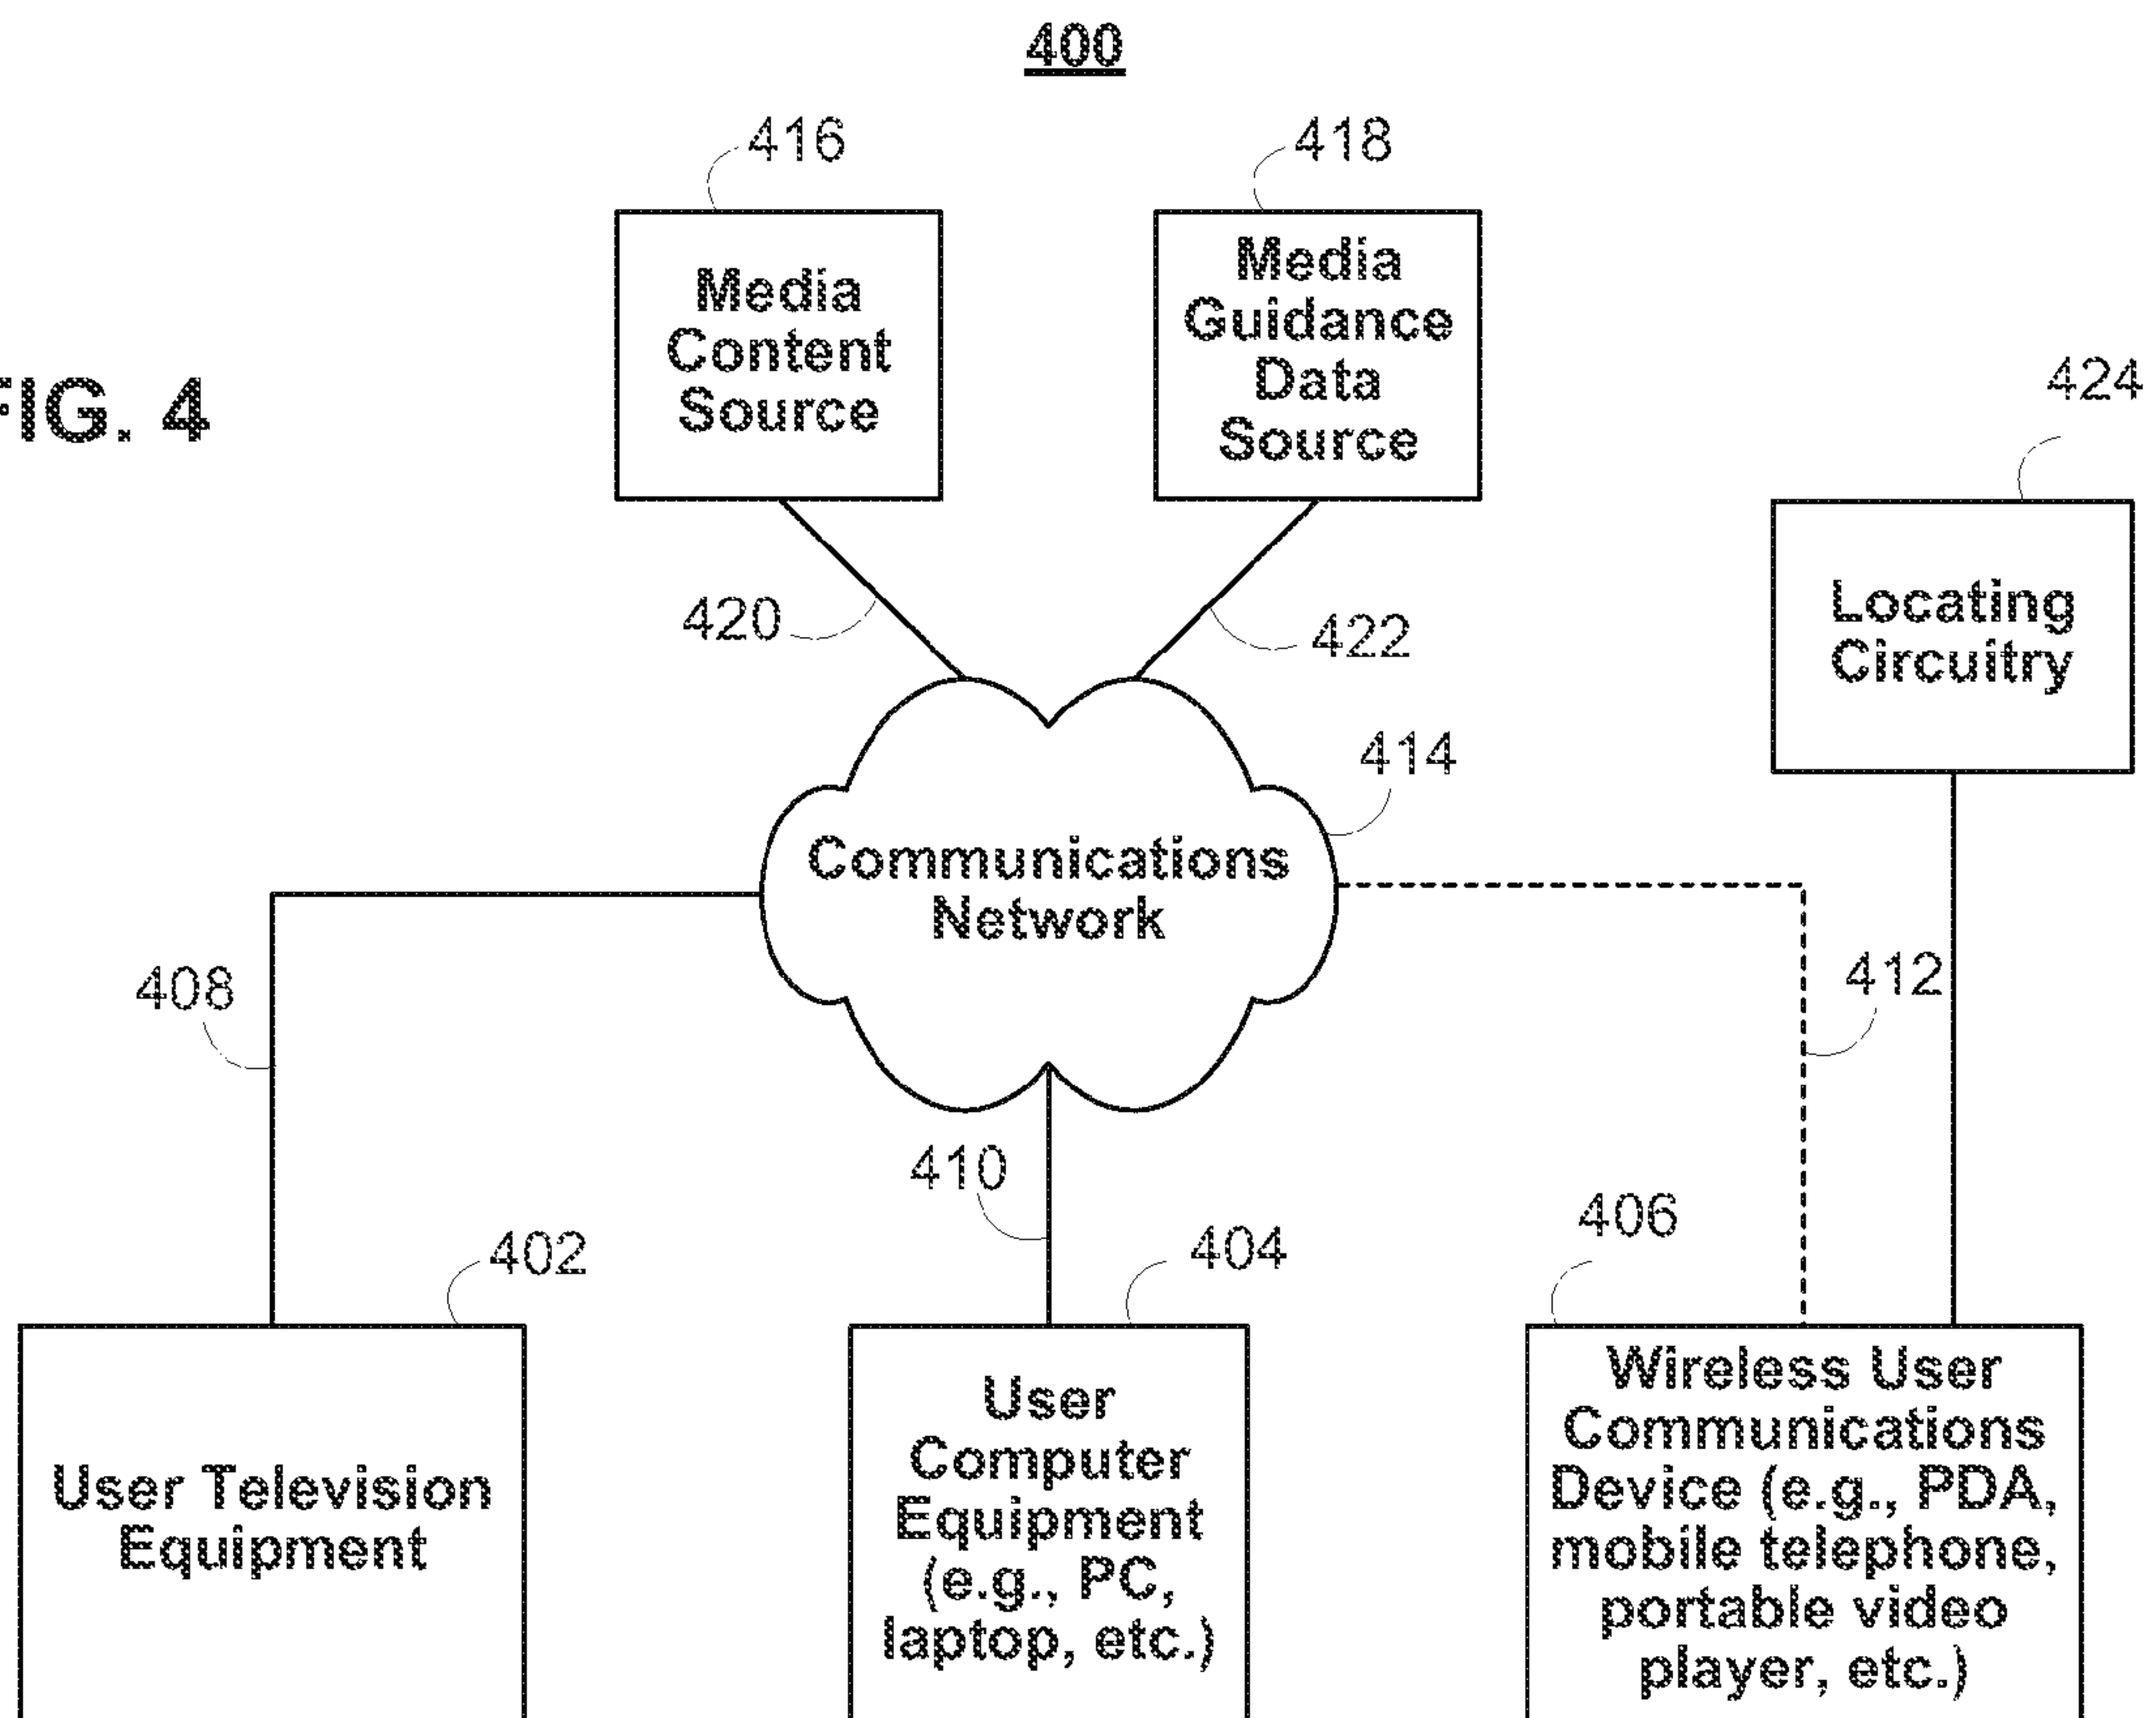 400
416
418
Media
Content
Source
Media
Guidance
Data
Source
FIG. 4
424
420
422
Locating
Circuitry
414
Communications
Network
408
412
410
402
404
406
User Television
Equipment
User
Computer
Equipment
(e.g., PC,
laptop, etc.)
Wireless User
Communications
Device (e.g., PDA,
mobile telephone,
portable video
player, etc.)